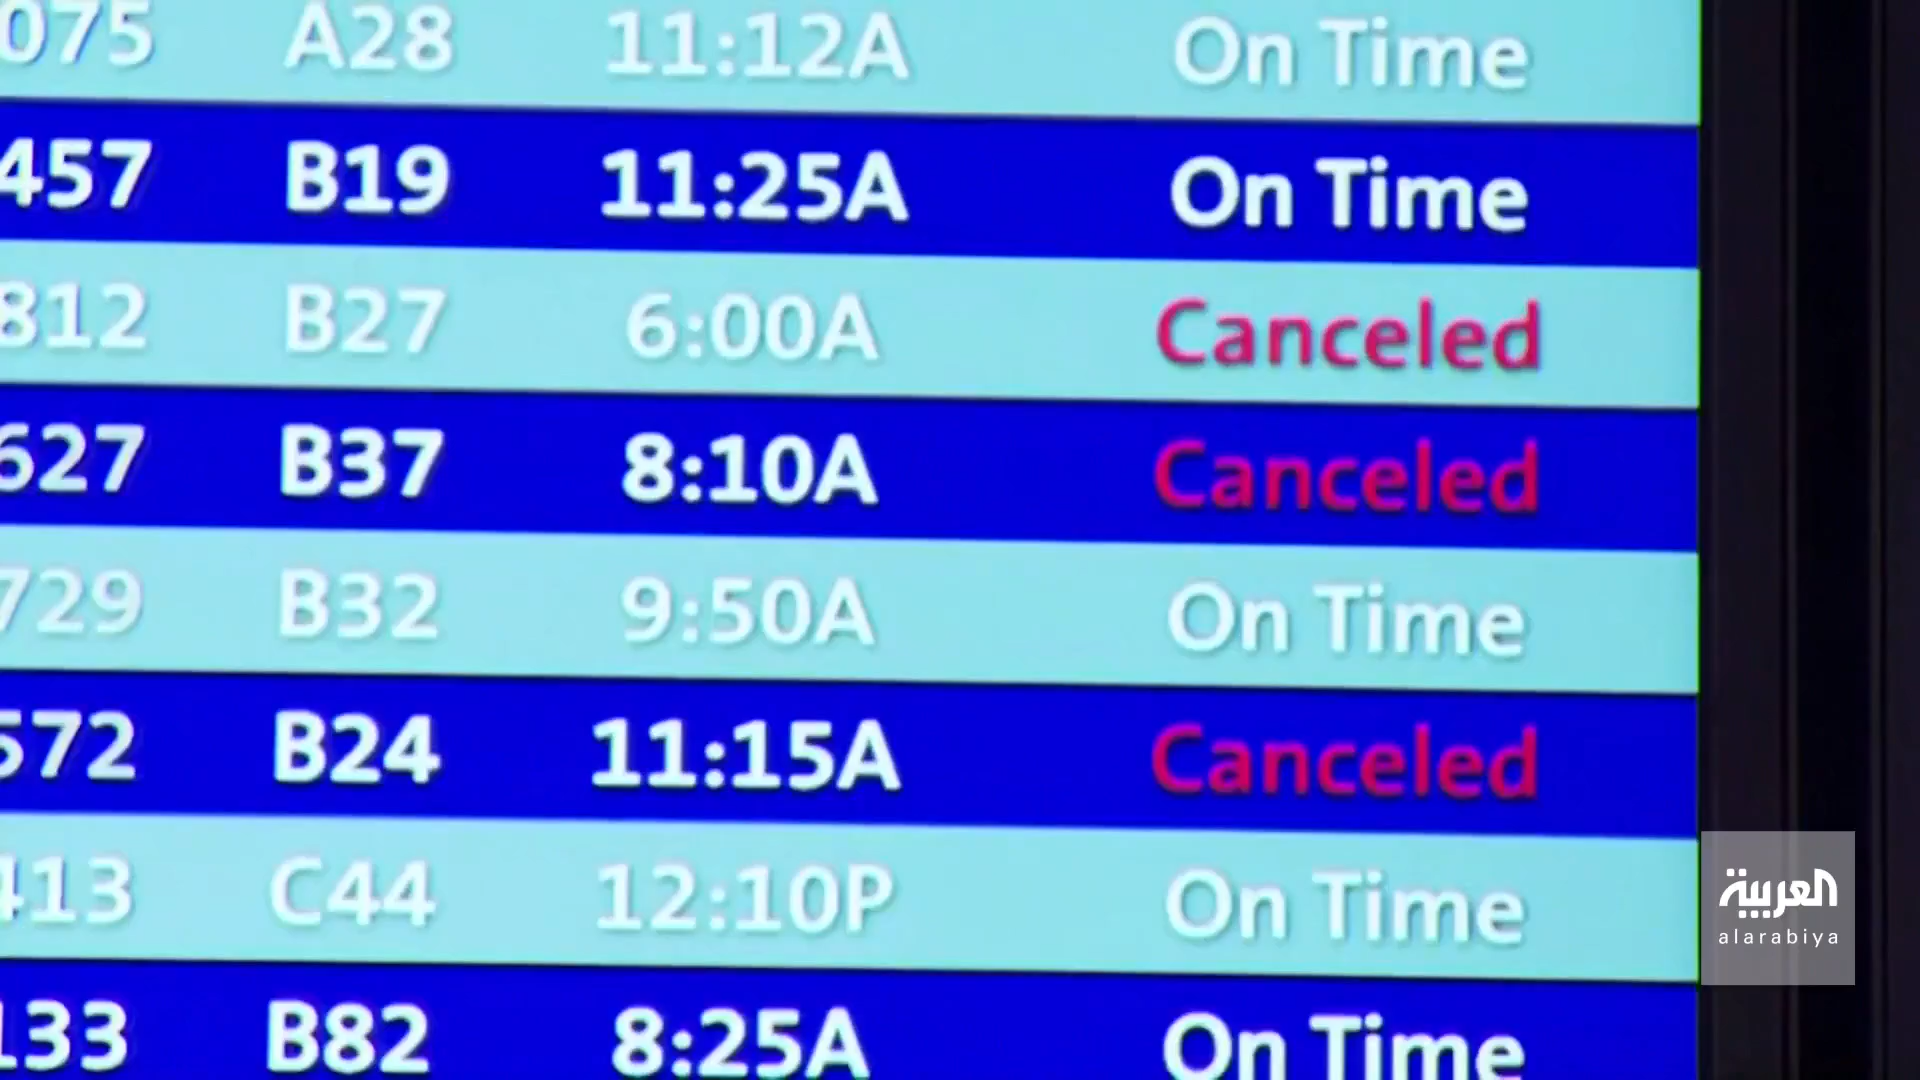 075 A28 11:12A On Time
457 B19 11:25A On Time
812 B27 6:00A Canceled
627 B37 8:10A Canceled
729 B32 9:50A On Time
572 B24 11:15A Canceled
413 C44 12:10P On Time
133 B82 8:25A On Time
العربية
alarabiya